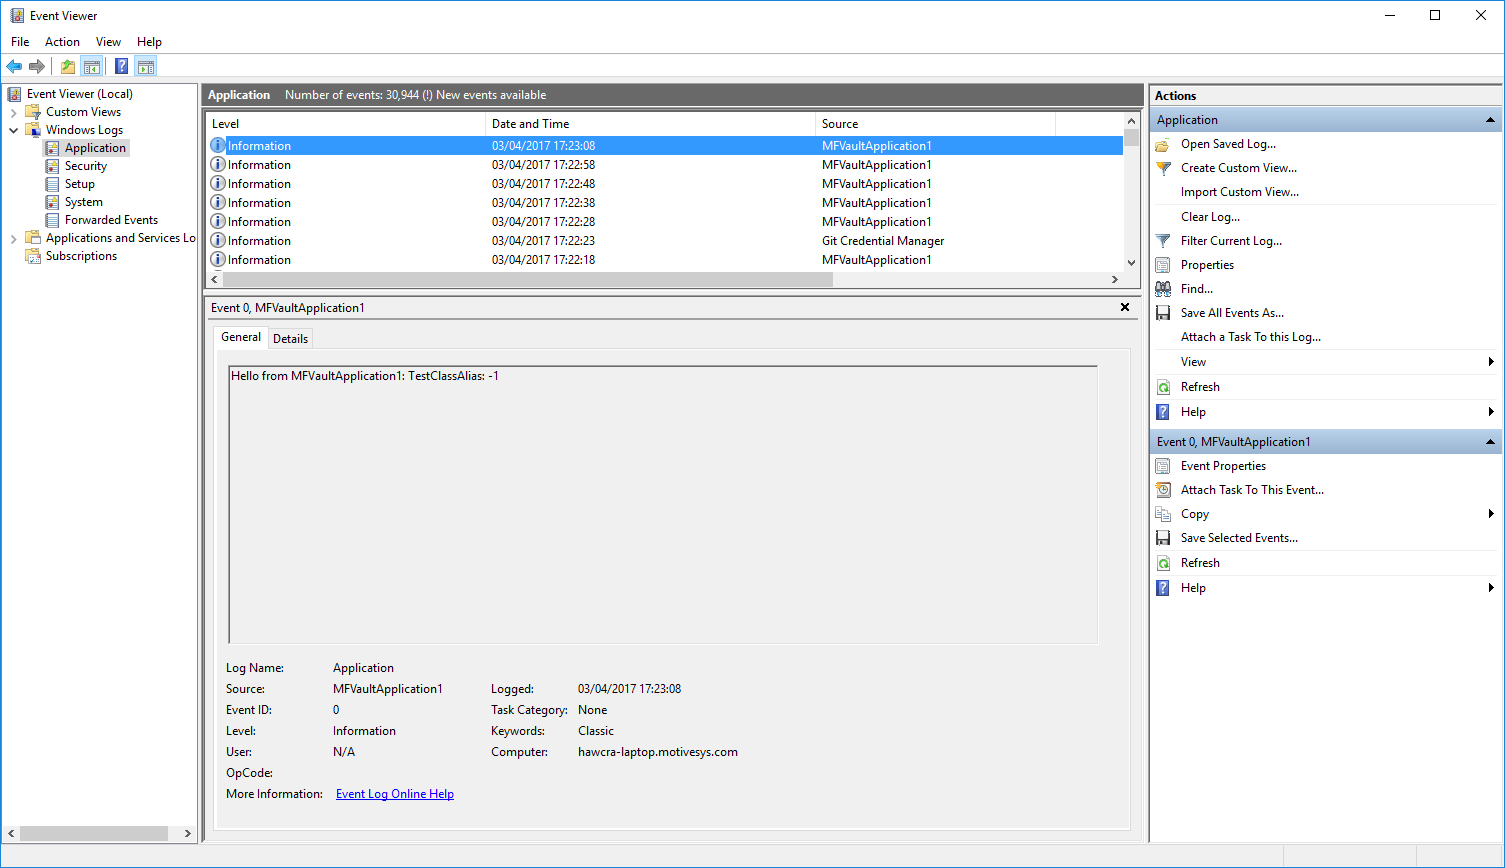 Event Viewer
File Action View Help
Event Viewer (Local)
Custom Views
Windows Logs
Application
Security
Setup
System
Forwarded Events
Applications and Services Lo
Subscriptions
Application Number of events: 30,944 (!) New events available
Level Date and Time Source
Information 03/04/2017 17:23:08 MFVaultApplication1
Information 03/04/2017 17:22:58 MFVaultApplication1
Information 03/04/2017 17:22:48 MFVaultApplication1
Information 03/04/2017 17:22:38 MFVaultApplication1
Information 03/04/2017 17:22:28 MFVaultApplication1
Information 03/04/2017 17:22:23 Git Credential Manager
Information 03/04/2017 17:22:18 MFVaultApplication1
Event 0, MFVaultApplication1
General Details
Hello from MFVaultApplication1: TestClassAlias: -1
Log Name: Application
Source: MFVaultApplication1 Logged: 03/04/2017 17:23:08
Event ID: 0 Task Category: None
Level: Information Keywords: Classic
User: N/A Computer: hawcra-laptop.motivesys.com
OpCode:
More Information: Event Log Online Help
Actions
Application
Open Saved Log...
Create Custom View...
Import Custom View...
Clear Log...
Filter Current Log...
Properties
Find...
Save All Events As...
Attach a Task To this Log...
View
Refresh
Help
Event 0, MFVaultApplication1
Event Properties
Attach Task To This Event...
Copy
Save Selected Events...
Refresh
Help